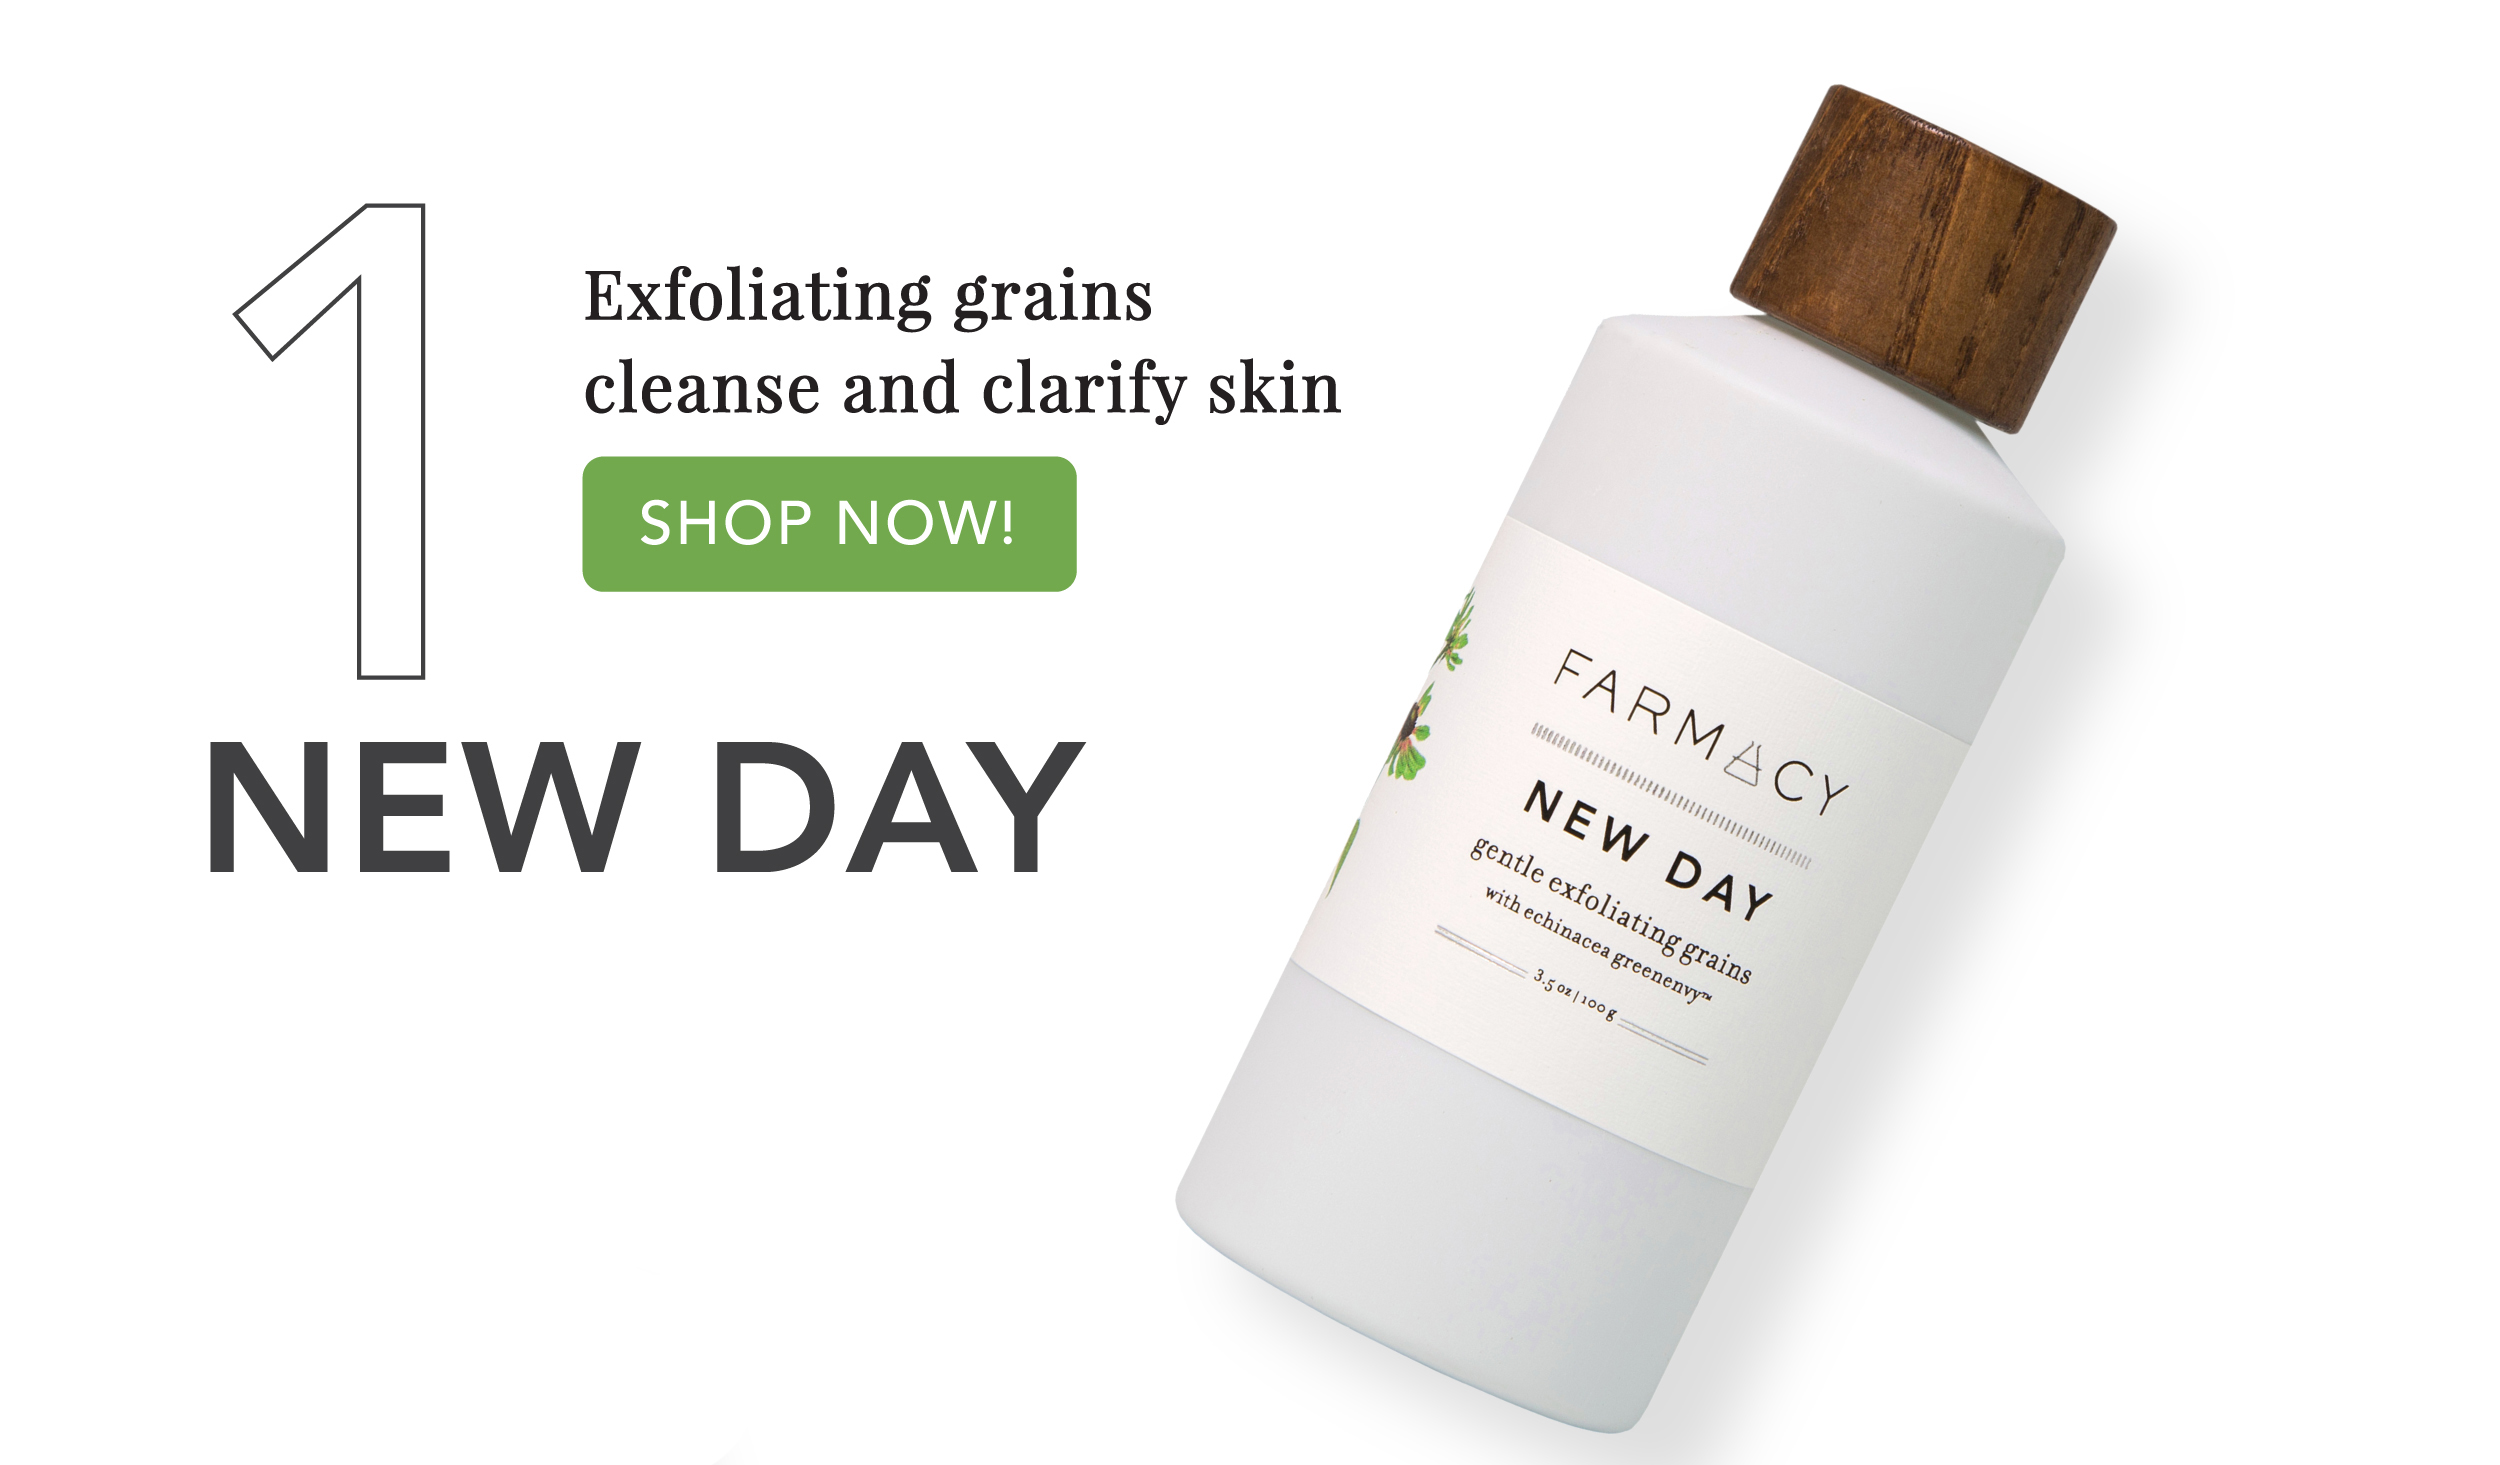 1
Exfoliating grains
cleanse and clarify skin
SHOP NOW!
NEW DAY
FARMACY
NEW DAY
gentle exfoliating grains
with echinacea greenenvy™
3.5 oz | 100 g